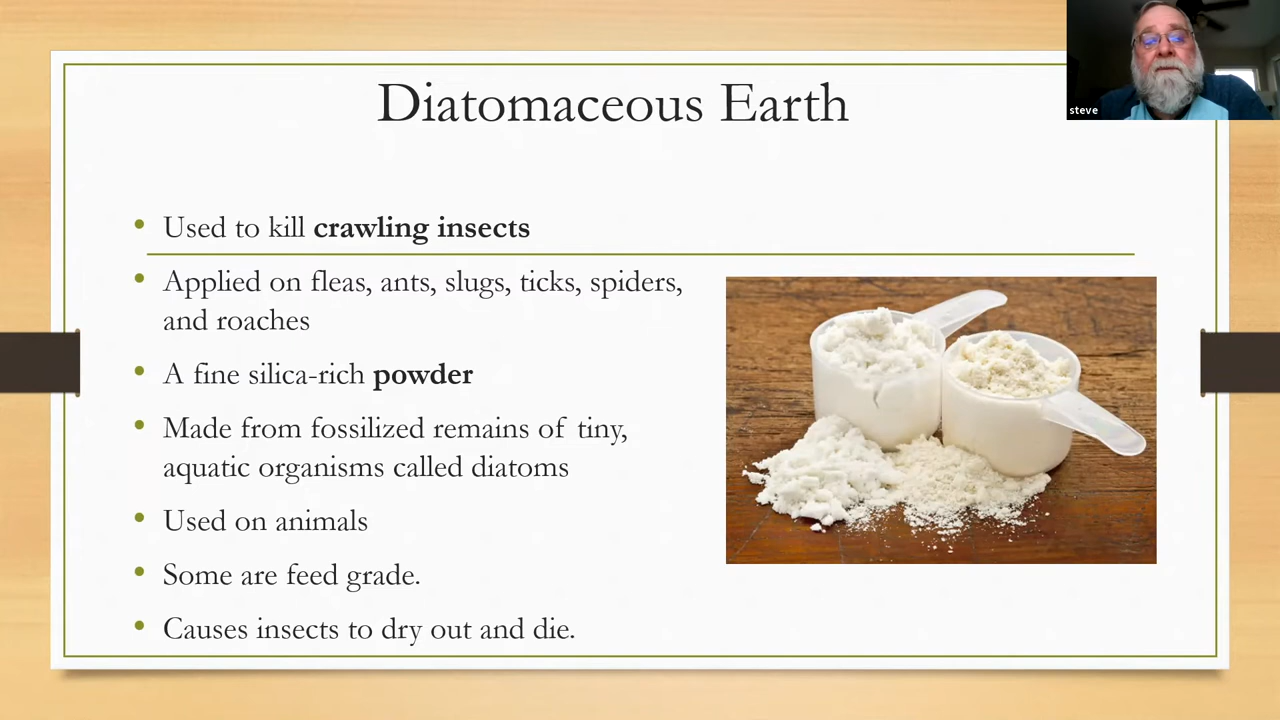 Diatomaceous Earth
steve
• Used to kill crawling insects
• Applied on fleas, ants, slugs, ticks, spiders,
and roaches
• A fine silica-rich powder
• Made from fossilized remains of tiny,
aquatic organisms called diatoms
• Used on animals
• Some are feed grade.
• Causes insects to dry out and die.